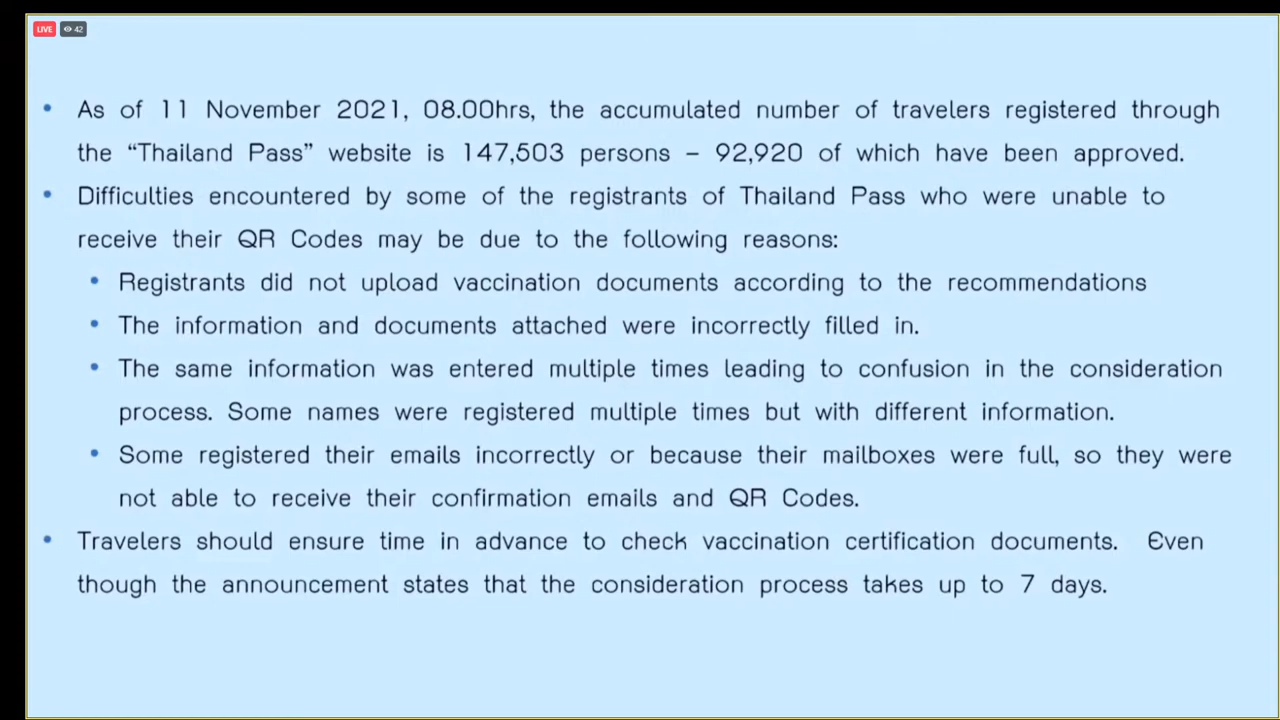 LIVE 42
• As of 11 November 2021, 08.00hrs, the accumulated number of travelers registered through
the “Thailand Pass” website is 147,503 persons – 92,920 of which have been approved.
• Difficulties encountered by some of the registrants of Thailand Pass who were unable to
receive their QR Codes may be due to the following reasons:
• Registrants did not upload vaccination documents according to the recommendations
• The information and documents attached were incorrectly filled in.
• The same information was entered multiple times leading to confusion in the consideration
process. Some names were registered multiple times but with different information.
• Some registered their emails incorrectly or because their mailboxes were full, so they were
not able to receive their confirmation emails and QR Codes.
• Travelers should ensure time in advance to check vaccination certification documents. Even
though the announcement states that the consideration process takes up to 7 days.